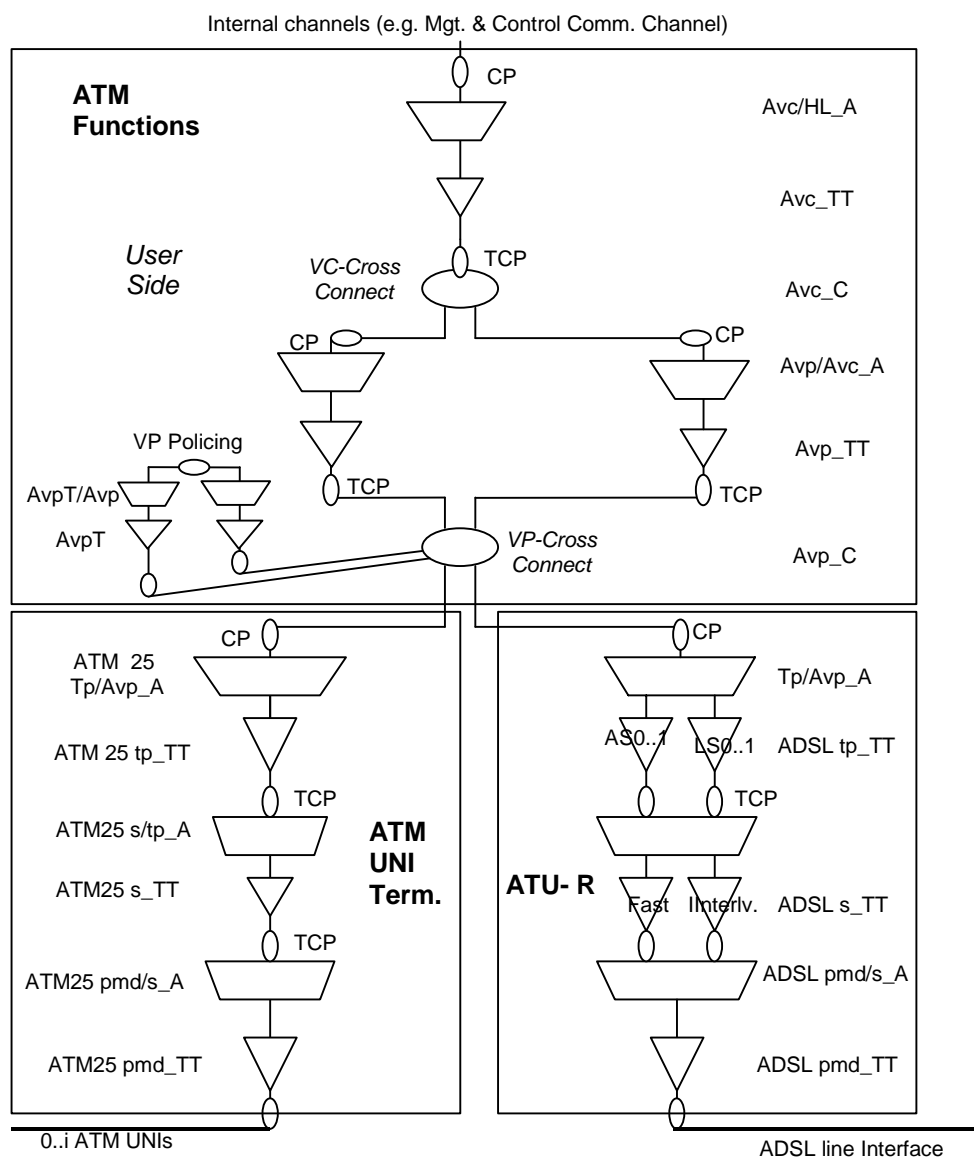 Internal channels (e.g. Mgt. & Control Comm. Channel)
CP
ATM
Functions
Avc/HL_A
Avc_TT
User
Side
TCP
VC-Cross
Connect
Avc_C
CP
CP
Avp/Avc_A
VP Policing
Avp_TT
AvpT/Avp
TCP
TCP
AvpT
VP-Cross
Connect
Avp_C
CP
CP
ATM 25
Tp/Avp_A
Tp/Avp_A
ATM 25 tp_TT
AS0..1
LS0..1
ADSL tp_TT
TCP
TCP
ATM25 s/tp_A
ATM
UNI
Term.
ATM25 s_TT
ATU- R
Fast
IInterlv.
ADSL s_TT
TCP
ATM25 pmd/s_A
ADSL pmd/s_A
ATM25 pmd_TT
ADSL pmd_TT
0..i ATM UNIs
ADSL line Interface